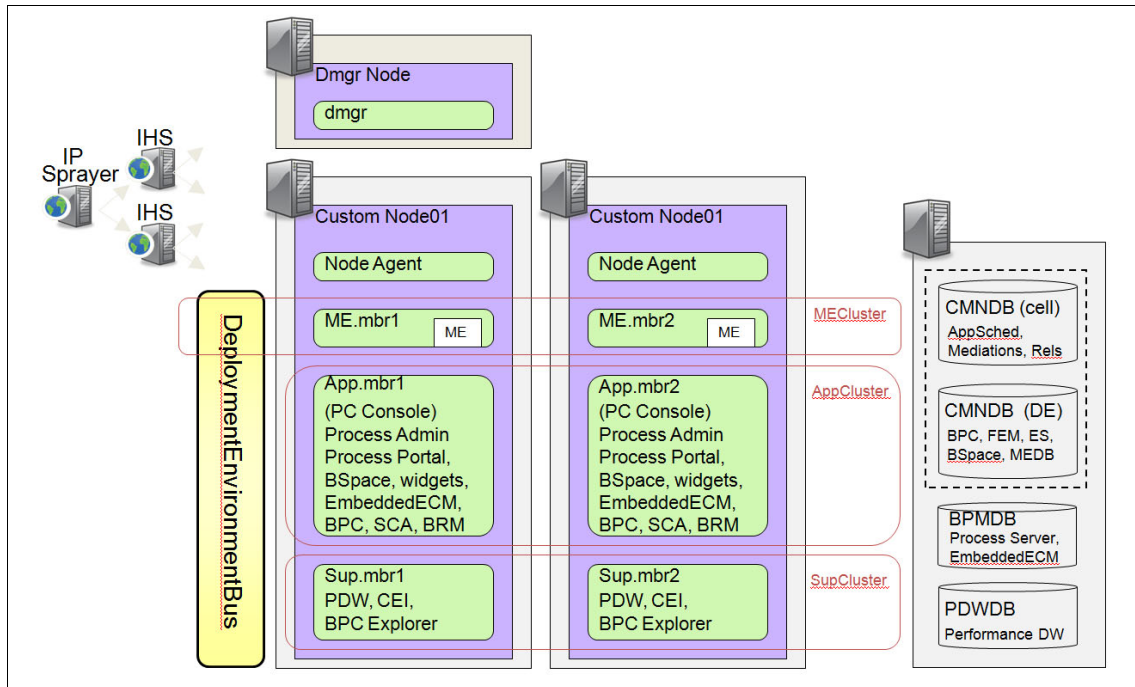 Dmgr Node
dmgr
IP
Sprayer
IHS
IHS
DeploymentEnvironmentBus
Custom Node01
Node Agent
ME.mbr1
ME
App.mbr1
(PC Console)
Process Admin
Process Portal,
BSpace, widgets,
EmbeddedECM,
BPC, SCA, BRM
Sup.mbr1
PDW, CEI,
BPC Explorer
Custom Node01
Node Agent
ME.mbr2
ME
App.mbr2
(PC Console)
Process Admin
Process Portal,
BSpace, widgets,
EmbeddedECM,
BPC, SCA, BRM
Sup.mbr2
PDW, CEI,
BPC Explorer
MECluster
AppCluster
SupCluster
CMNDB (cell)
AppSched,
Mediations, Rels
CMNDB (DE)
BPC, FEM, ES,
BSpace, MEDB
BPMDB
Process Server,
EmbeddedECM
PDWDB
Performance DW